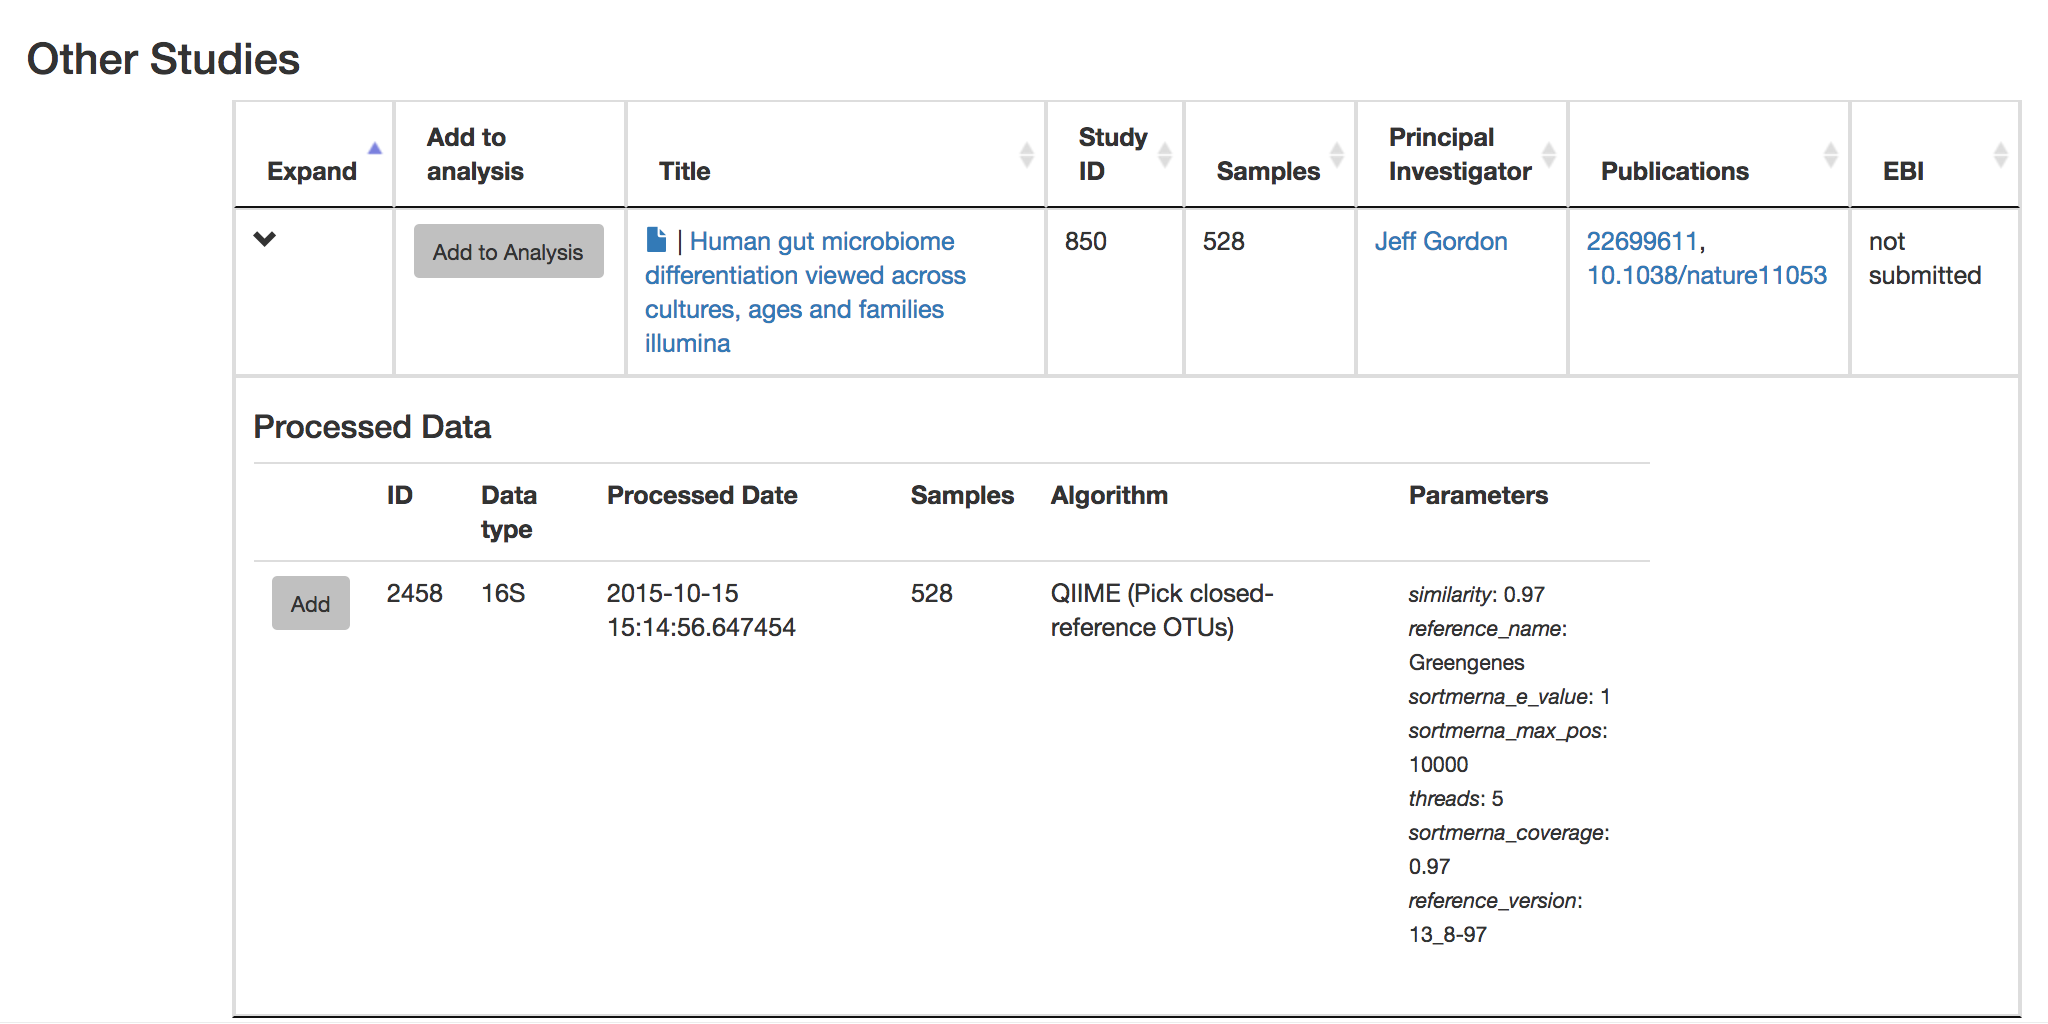 Other Studies
Expand
Add to
analysis
Title
Study
ID
Samples
Principal
Investigator
Publications
EBI
Add to Analysis
| Human gut microbiome
differentiation viewed across
cultures, ages and families
illumina
850
528
Jeff Gordon
22699611,
10.1038/nature11053
not
submitted
Processed Data
ID
Data
type
Processed Date
Samples
Algorithm
Parameters
Add
2458
16S
2015-10-15
15:14:56.647454
528
QIIME (Pick closed-
reference OTUs)
similarity: 0.97
reference_name:
Greengenes
sortmerna_e_value: 1
sortmerna_max_pos:
10000
threads: 5
sortmerna_coverage:
0.97
reference_version:
13_8-97